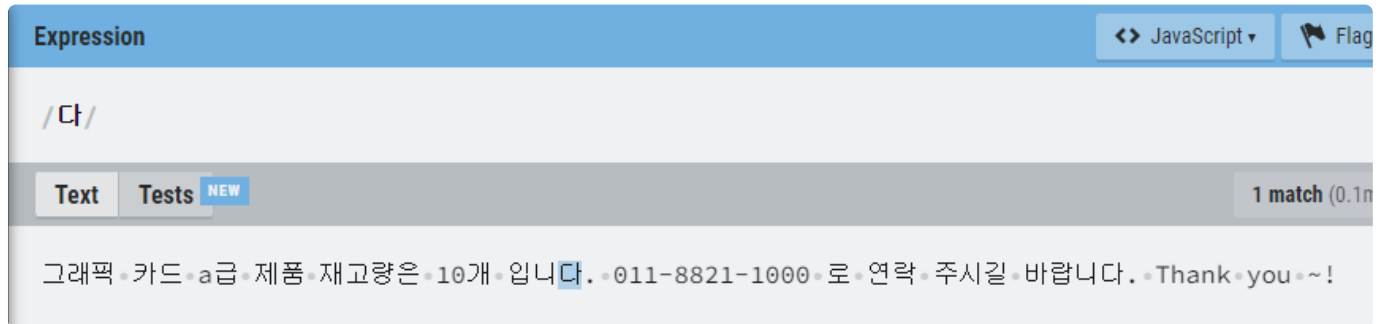 Expression
<> JavaScript ▾ Flag
/다/
Text Tests NEW
1 match (0.1m
그래픽 카드 a급 제품 재고량은 10개 입니다. 011-8821-1000 로 연락 주시길 바랍니다. Thank you ~!